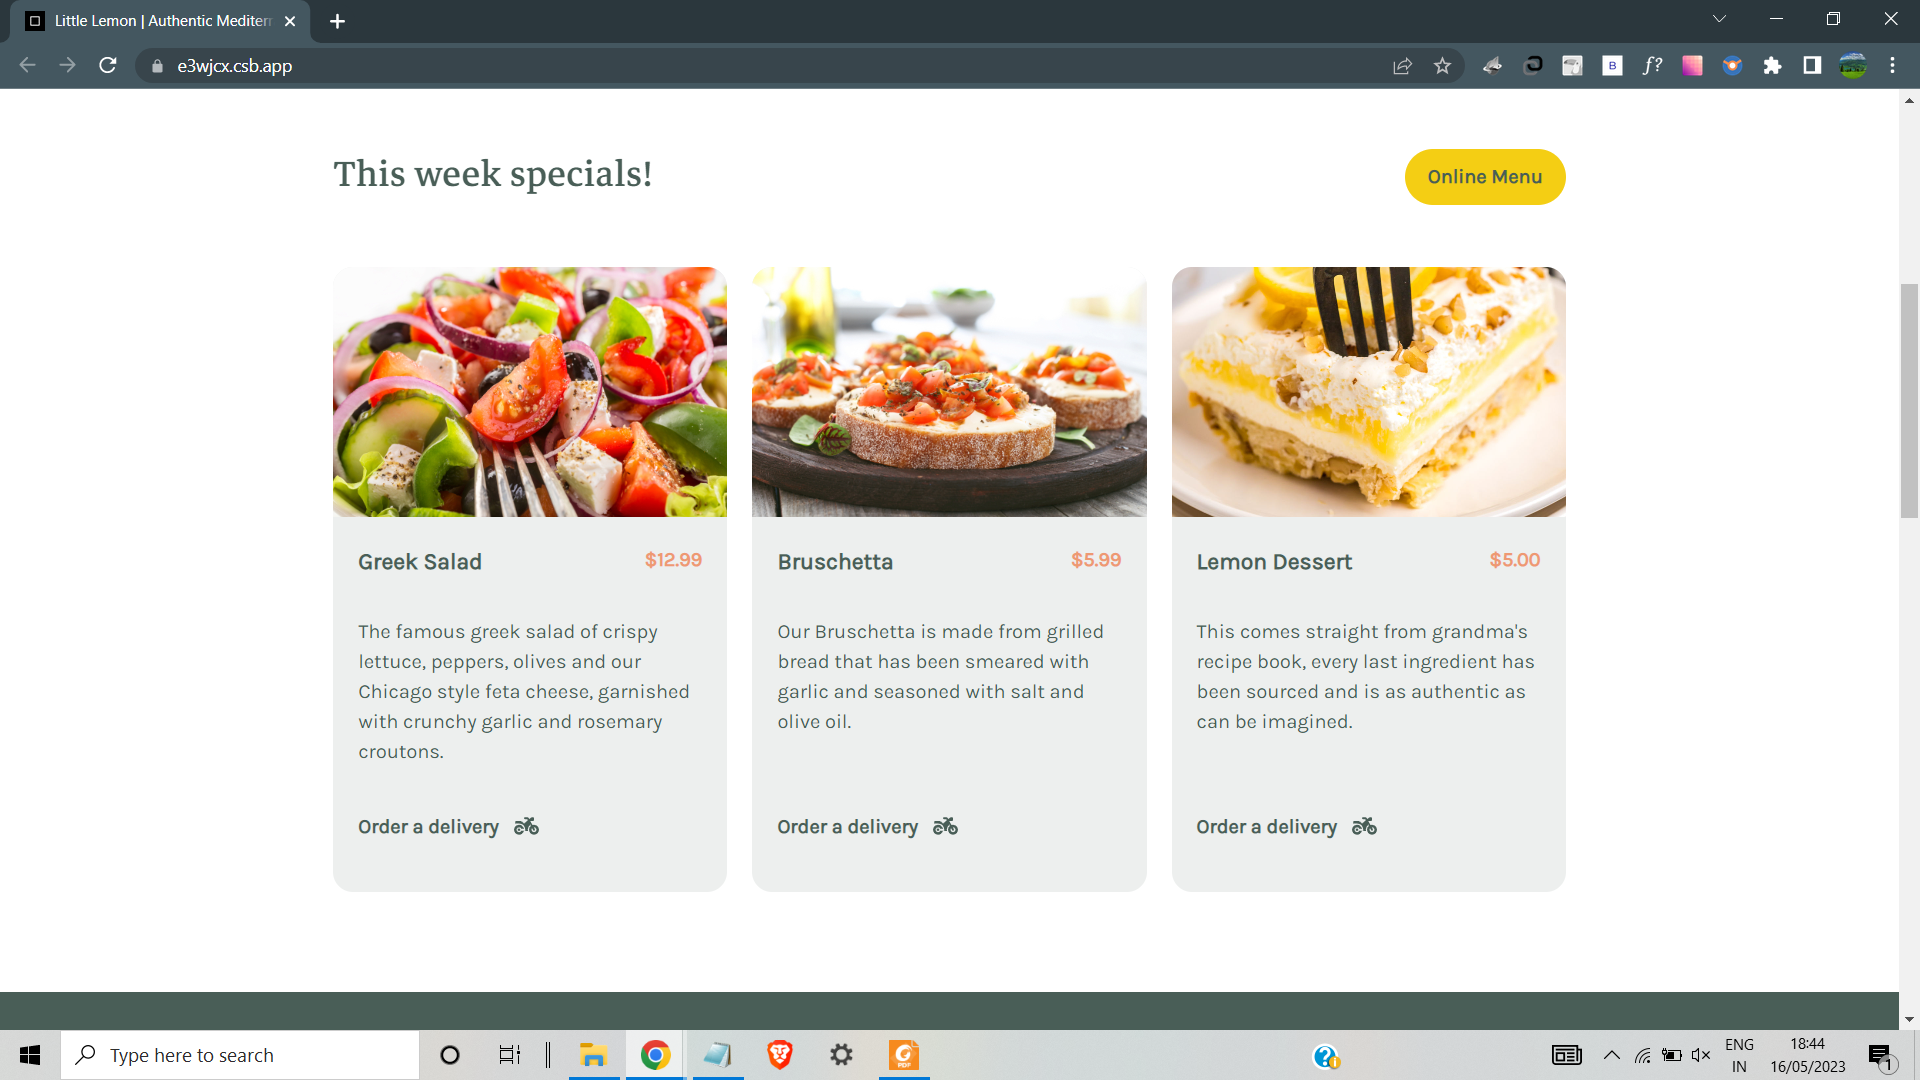 Little Lemon | Authentic Mediterr
e3wjcx.csb.app
B
f?
This week specials!
Online Menu
Greek Salad
$12.99
The famous greek salad of crispy
lettuce, peppers, olives and our
Chicago style feta cheese, garnished
with crunchy garlic and rosemary
croutons.
Order a delivery
Bruschetta
$5.99
Our Bruschetta is made from grilled
bread that has been smeared with
garlic and seasoned with salt and
olive oil.
Order a delivery
Lemon Dessert
$5.00
This comes straight from grandma's
recipe book, every last ingredient has
been sourced and is as authentic as
can be imagined.
Order a delivery
Type here to search
PDF
ENG
IN
18:44
16/05/2023
1